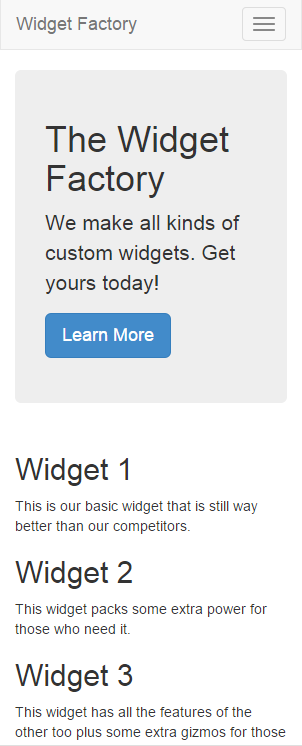 Widget Factory
The Widget
Factory
We make all kinds of
custom widgets. Get
yours today!
Learn More
Widget 1
This is our basic widget that is still way
better than our competitors.
Widget 2
This widget packs some extra power for
those who need it.
Widget 3
This widget has all the features of the
other too plus some extra gizmos for those